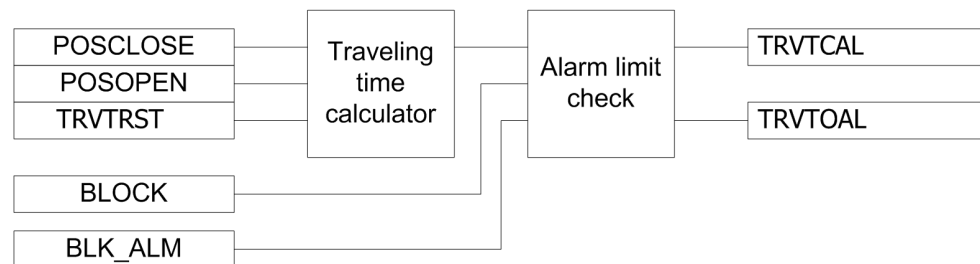 POSCLOSE
POSOPEN
TRVTRST
BLOCK
BLK_ALM
Traveling
time
calculator
Alarm limit
check
TRVTCAL
TRVTOAL